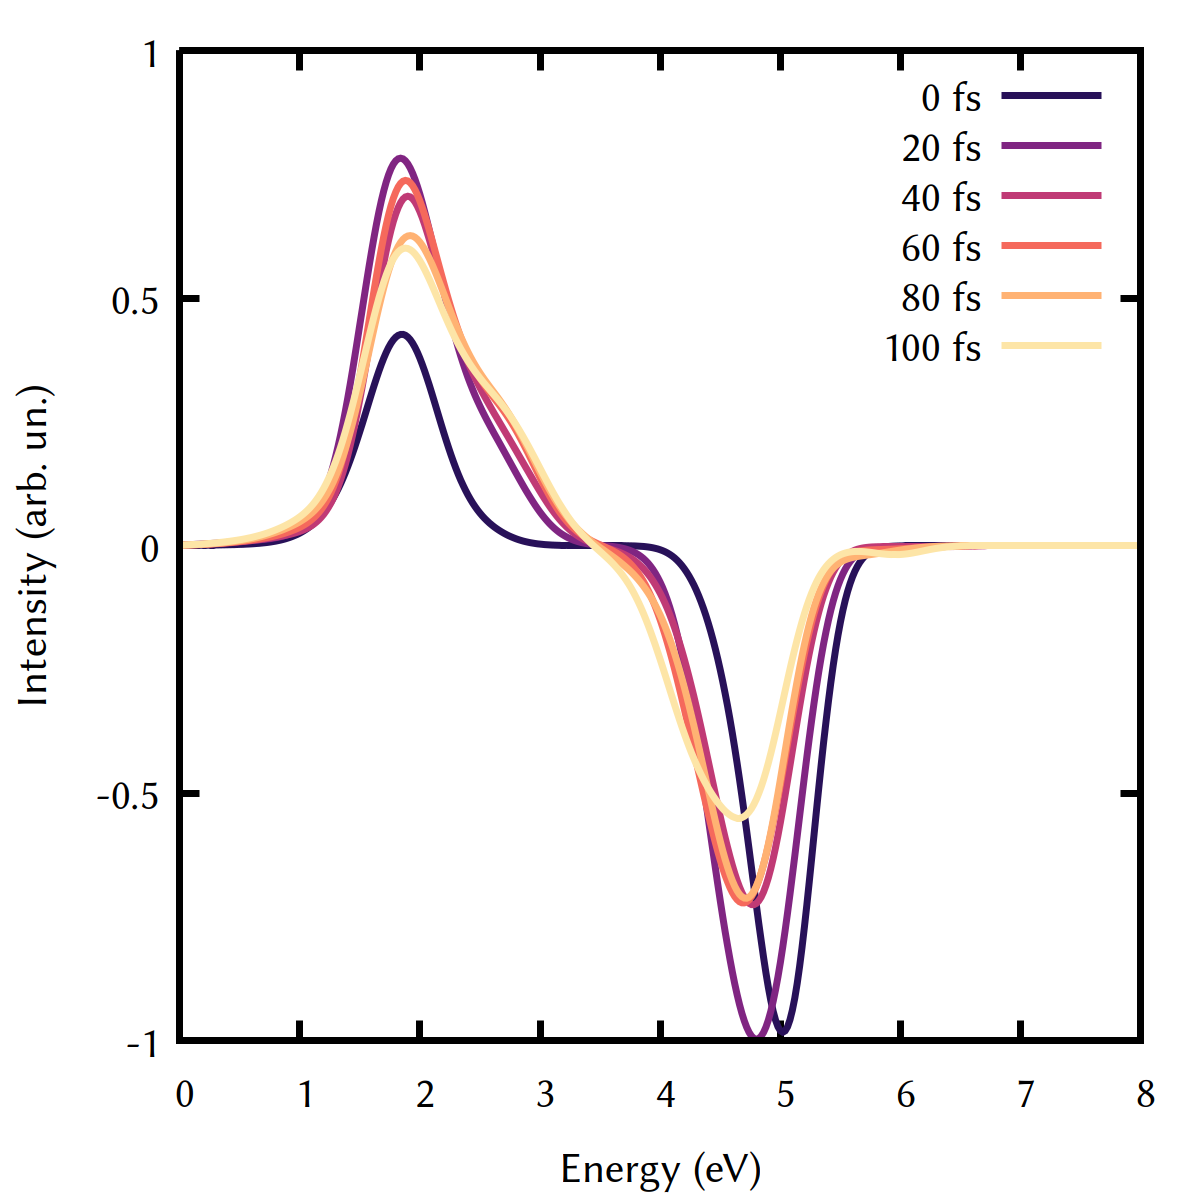 1
0.5
0
-0.5
-1
0 1 2 3 4 5 6 7 8
Intensity (arb. un.)
Energy (eV)
0 fs
20 fs
40 fs
60 fs
80 fs
100 fs